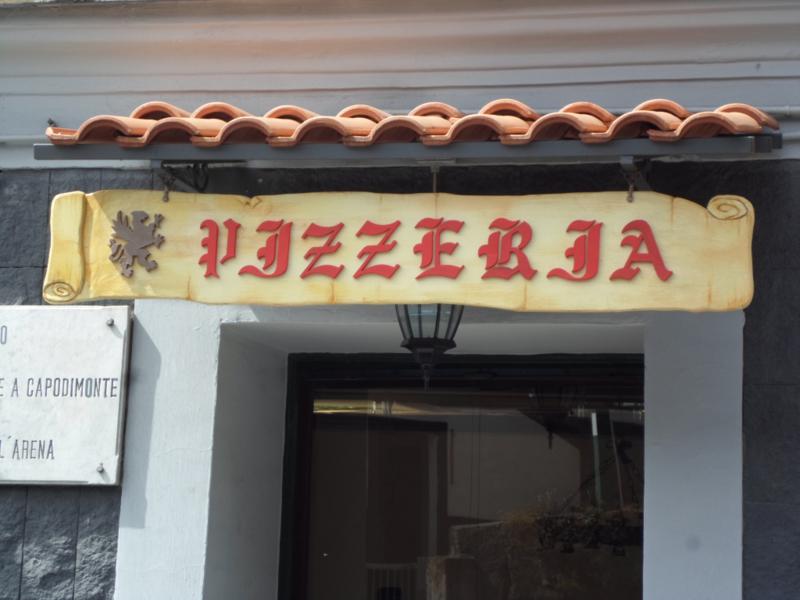 PIZZERIA
O
E A CAPODIMONTE
L'ARENA